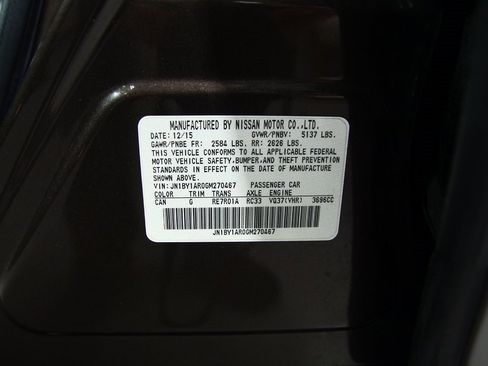 MANUFACTURED BY NISSAN MOTOR CO.,LTD.
DATE: 12/15 GVWR/PNBV: 5137 LBS.
GAWR/PNBE FR: 2584 LBS. RR: 2626 LBS.
THIS VEHICLE CONFORMS TO ALL APPLICABLE FEDERAL
MOTOR VEHICLE SAFETY,BUMPER,AND THEFT PREVENTION
STANDARDS IN EFFECT ON THE DATE OF MANUFACTURE
SHOWN ABOVE.
VIN:JN1BY1AR0GM270467 PASSENGER CAR
COLOR TRIM TRANS AXLE ENGINE
CAN G RE7R01A RC33 VQ37(VHR) 3696CC
JN1BY1AR0GM270467